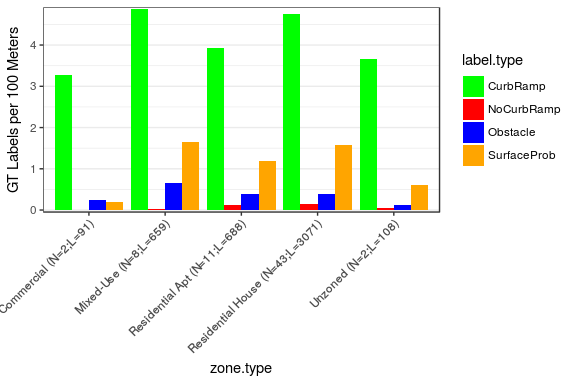 GT Labels per 100 Meters
4
3
2
1
0
Commercial (N=2;L=91)
Mixed-Use (N=8;L=659)
Residential Apt (N=11;L=688)
Residential House (N=43;L=3071)
Unzoned (N=2;L=108)
zone.type
label.type
CurbRamp
NoCurbRamp
Obstacle
SurfaceProb